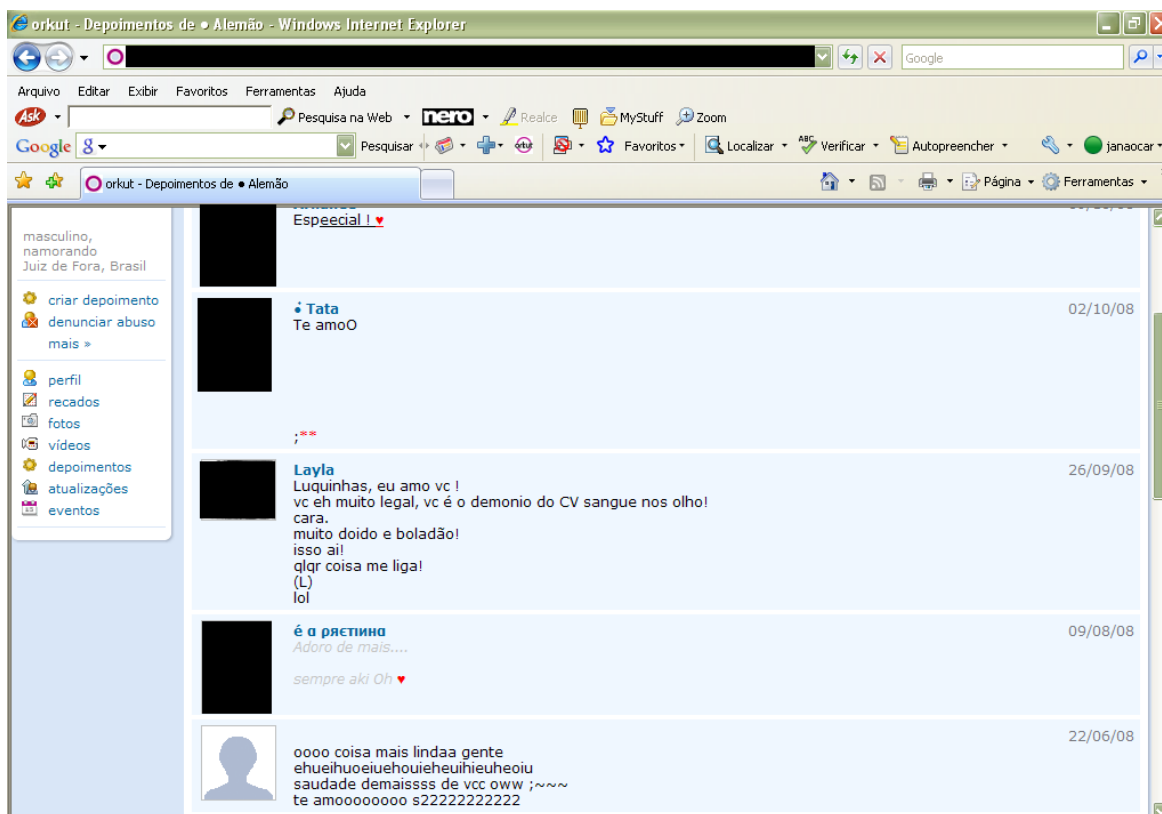 orkut - Depoimentos de • Alemão - Windows Internet Explorer
Google
Arquivo Editar Exibir Favoritos Ferramentas Ajuda
Ask Pesquisa na Web nero Realce MyStuff Zoom
Google g Pesquisar orkut Favoritos ABC Localizar Verificar Autopreencher janaocar
orkut - Depoimentos de • Alemão Página Ferramentas
masculino,
namorando
Juiz de Fora, Brasil
criar depoimento
denunciar abuso
mais »
perfil
recados
fotos
vídeos
depoimentos
atualizações
eventos
Espeecial ! ♥
Tata 02/10/08
Te amoO
;**
Layla 26/09/08
Luquinhas, eu amo vc !
vc eh muito legal, vc é o demonio do CV sangue nos olho!
cara.
muito doido e boladão!
isso ai!
qlqr coisa me liga!
(L)
lol
é α ρяєтιинα 09/08/08
Adoro de mais....
sempre aki Oh ♥
22/06/08
oooo coisa mais lindaa gente
ehueihuoeiuehouieheuihieuheoiu
saudade demaissss de vcc oww ;~~~
te amoooooooo s22222222222